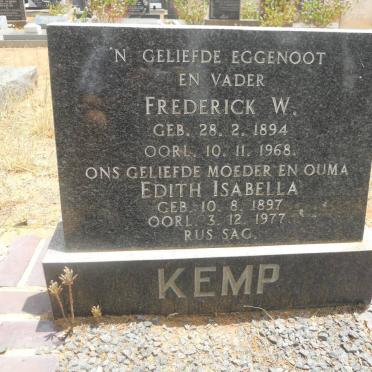 'N GELIEFDE EGGENOOT
EN VADER
FREDERICK W.
GEB. 28. 2. 1894
OORL. 10. 11. 1968.
ONS GELIEFDE MOEDER EN OUMA
EDITH ISABELLA
GEB. 10. 8. 1897
OORL. 3. 12. 1977
RUS SAG.
KEMP